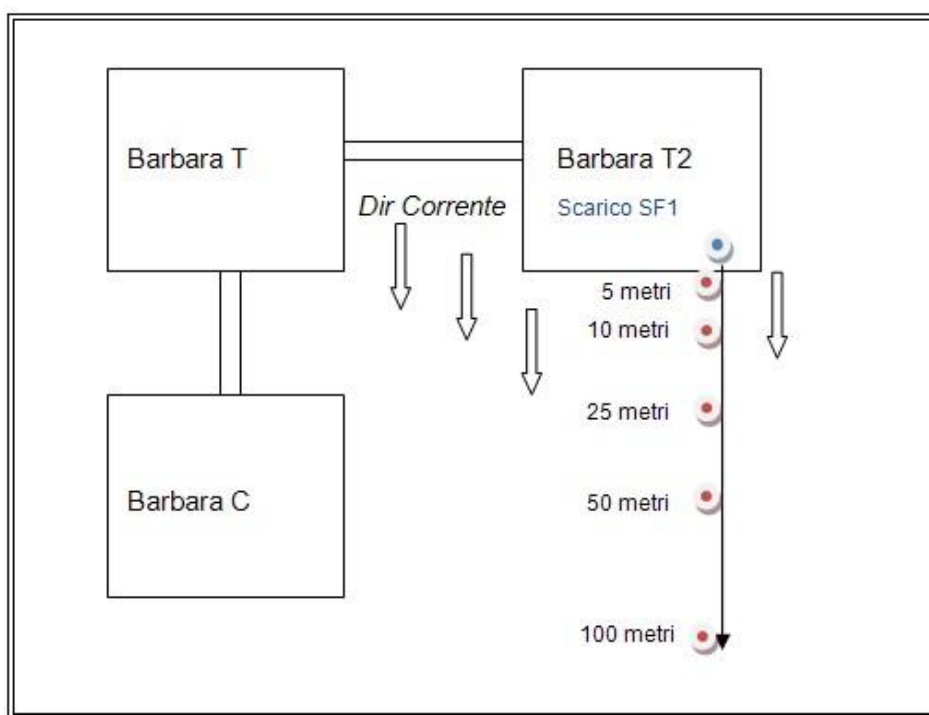 Barbara T
Barbara T2
Scarico SF1
Dir Corrente
5 metri
10 metri
25 metri
Barbara C
50 metri
100 metri